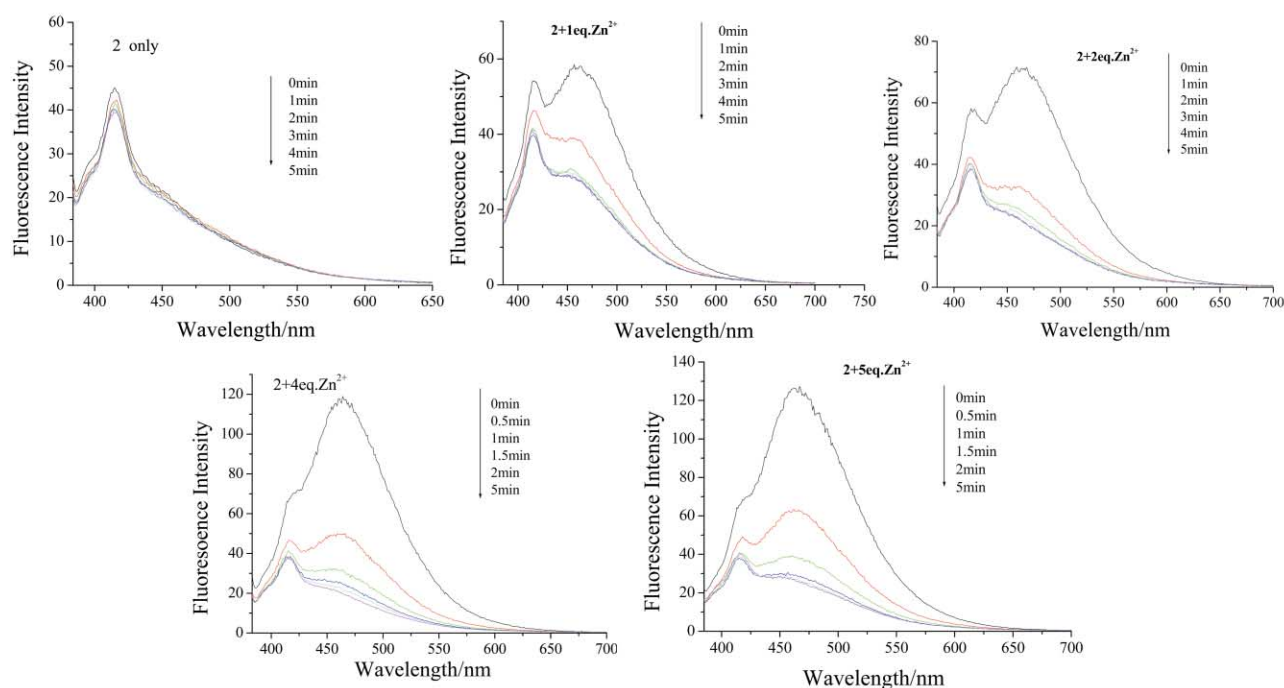 60
50
40
30
20
10
0
400
450
500
550
600
650
Fluorescence Intensity
Wavelength/nm
2 only
0min
1min
2min
3min
4min
5min
60
40
20
0
400
450
500
550
600
650
700
750
Fluorescence Intensity
Wavelength/nm
2+1eq.Zn²⁺
0min
1min
2min
3min
4min
5min
80
60
40
20
0
400
450
500
550
600
650
700
Fluorescence Intensity
Wavelength/nm
2+2eq.Zn²⁺
0min
1min
2min
3min
4min
5min
120
100
80
60
40
20
0
400
450
500
550
600
650
700
Fluoresoence Intensity
Wavelength/nm
2+4eq.Zn²⁺
0min
0.5min
1min
1.5min
2min
5min
140
120
100
80
60
40
20
0
400
450
500
550
600
650
700
Fluorescence Intensity
Wavelength/nm
2+5eq.Zn²⁺
0min
0.5min
1min
1.5min
2min
5min